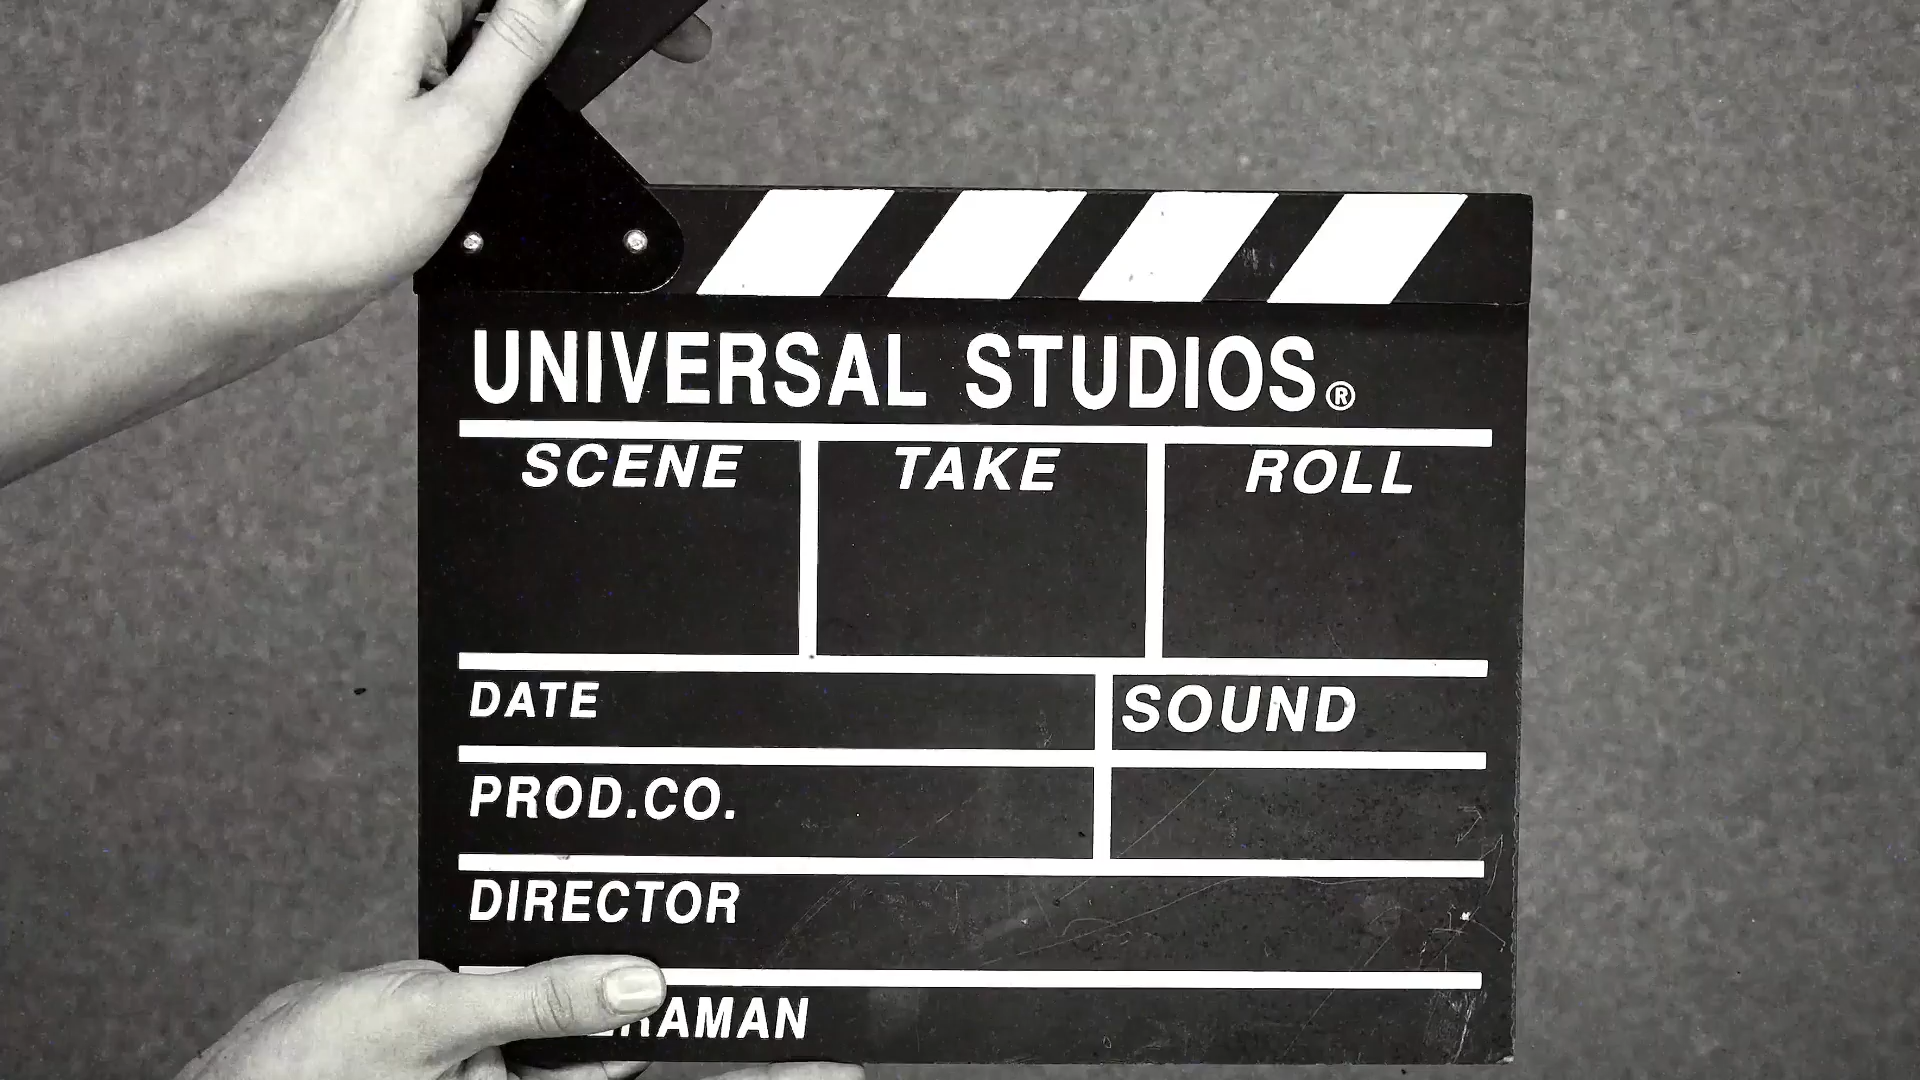 UNIVERSAL STUDIOS®
SCENE TAKE ROLL
DATE SOUND
PROD.CO.
DIRECTOR